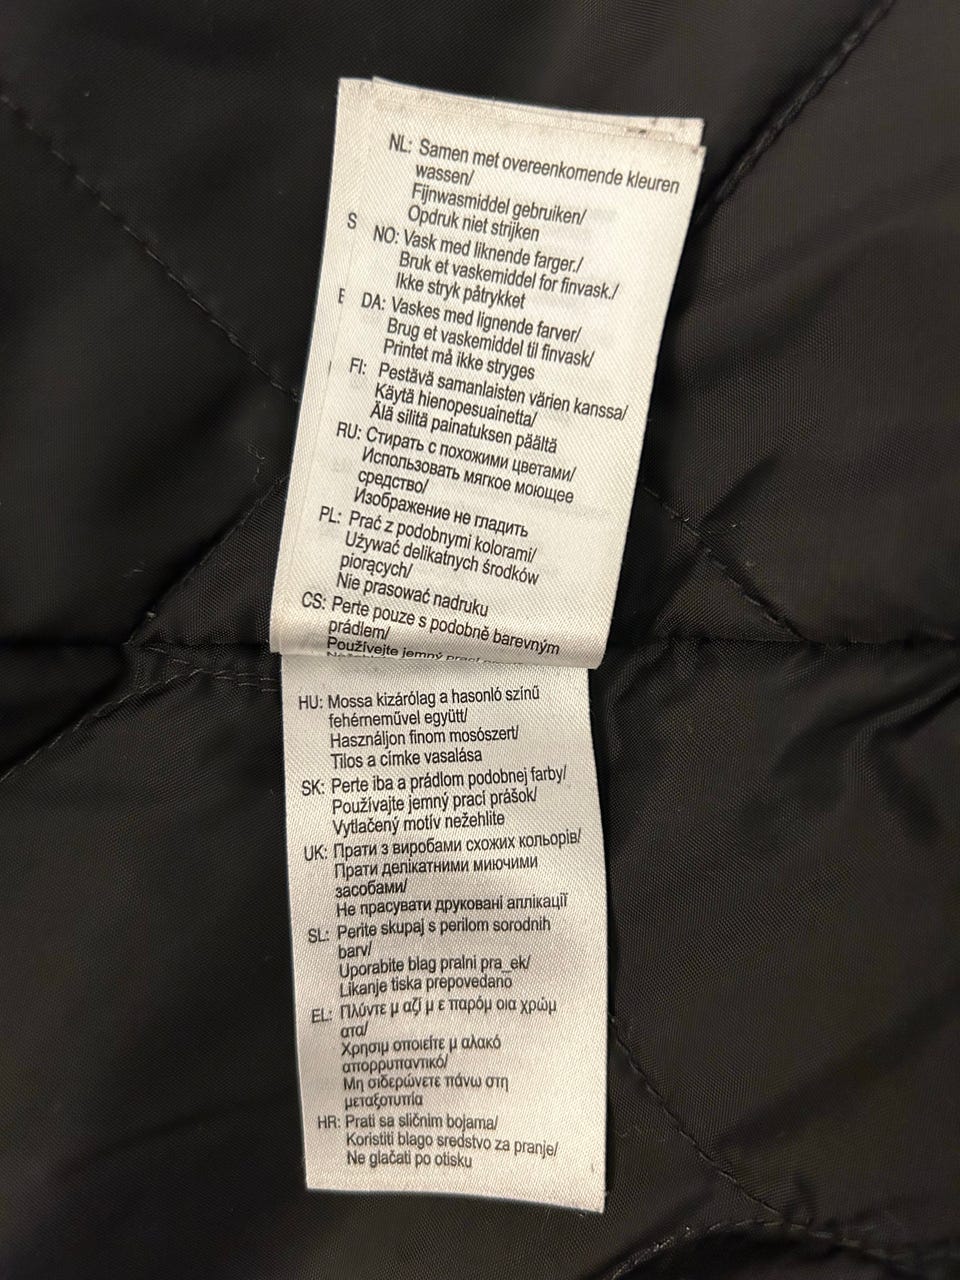 NL: Samen met overeenkomende kleuren
wassen/
Fijnwasmiddel gebruiken/
Opdruk niet strijken
S
NO: Vask med liknende farger./
Bruk et vaskemiddel for finvask./
Ikke stryk påtrykket
E
DA: Vaskes med lignende farver/
Brug et vaskemiddel til finvask/
Printet må ikke stryges
FI: Pestävä samanlaisten värien kanssa/
Käytä hienopesuainetta/
Älä silitä painatuksen päältä
RU: Стирать с похожими цветами/
Использовать мягкое моющее
средство/
Изображение не гладить
PL: Prać z podobnymi kolorami/
Używać delikatnych środków
piorących/
Nie prasować nadruku
CS: Perte pouze s podobně barevným
prádlem/
Používejte jemný prací
HU: Mossa kizárólag a hasonló színű
fehérneművel együtt/
Használjon finom mosószert/
Tilos a címke vasalása
SK: Perte iba a prádlom podobnej farby/
Používajte jemný prací prášok/
Vytlačený motív nežehlite
UK: Прати з виробами схожих кольорів/
Прати делікатними миючими
засобами/
Не прасувати друковані аплікації
SL: Perite skupaj s perilom sorodnih
barv/
Uporabite blag pralni pra_ek/
Likanje tiska prepovedano
EL: Πλύντε μ αζί μ ε παρόμ οια χρώμ
ατα/
Χρησιμ οποιείτε μ αλακό
απορρυπαντικό/
Μη σιδερώνετε πάνω στη
μεταξοτυπία
HR: Prati sa sličnim bojama/
Koristiti blago sredstvo za pranje/
Ne glačati po otisku